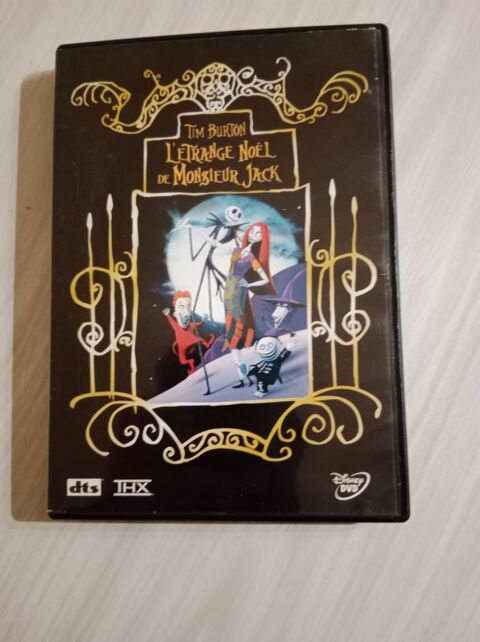 TIM BURTON
L'ÉTRANGE NOËL
DE MONSIEUR JACK
dts
THX
Disney
DVD